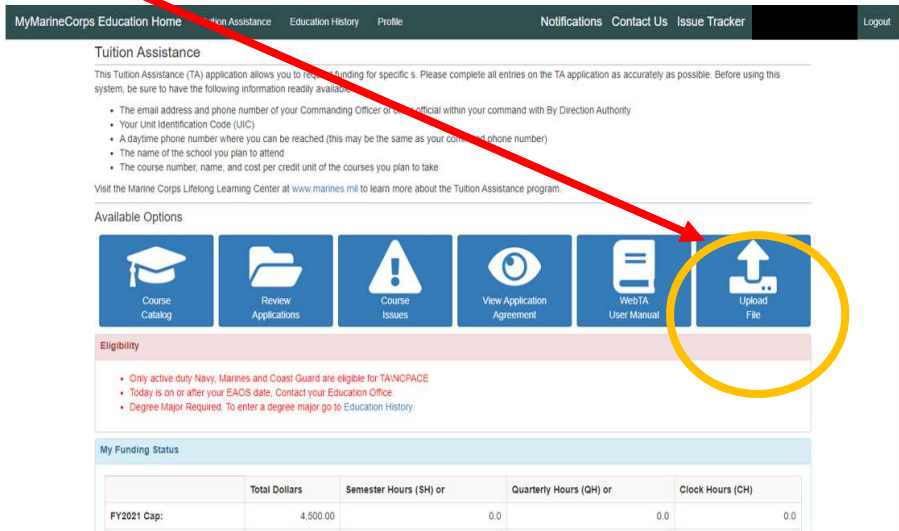 MyMarineCorps Education Home Tuition Assistance Education History Profile Notifications Contact Us Issue Tracker Logout
Tuition Assistance
This Tuition Assistance (TA) application allows you to request funding for specific s. Please complete all entries on the TA application as accurately as possible. Before using this
system, be sure to have the following information readily available
• The email address and phone number of your Commanding Officer or other official within your command with By Direction Authority
• Your Unit Identification Code (UIC)
• A daytime phone number where you can be reached (this may be the same as your command phone number)
• The name of the school you plan to attend
• The course number, name, and cost per credit unit of the courses you plan to take
Visit the Marine Corps Lifelong Learning Center at www.marines.mil to learn more about the Tuition Assistance program.
Available Options
Course
Catalog
Review
Applications
Course
Issues
View Application
Agreement
WebTA
User Manual
Upload
File
Eligibility
• Only active duty Navy, Marines and Coast Guard are eligible for TA\NCPACE
• Today is on or after your EAOS date, Contact your Education Office.
• Degree Major Required. To enter a degree major go to Education History.
My Funding Status
Total Dollars Semester Hours (SH) or Quarterly Hours (QH) or Clock Hours (CH)
FY2021 Cap: 4,500.00 0.0 0.0 0.0